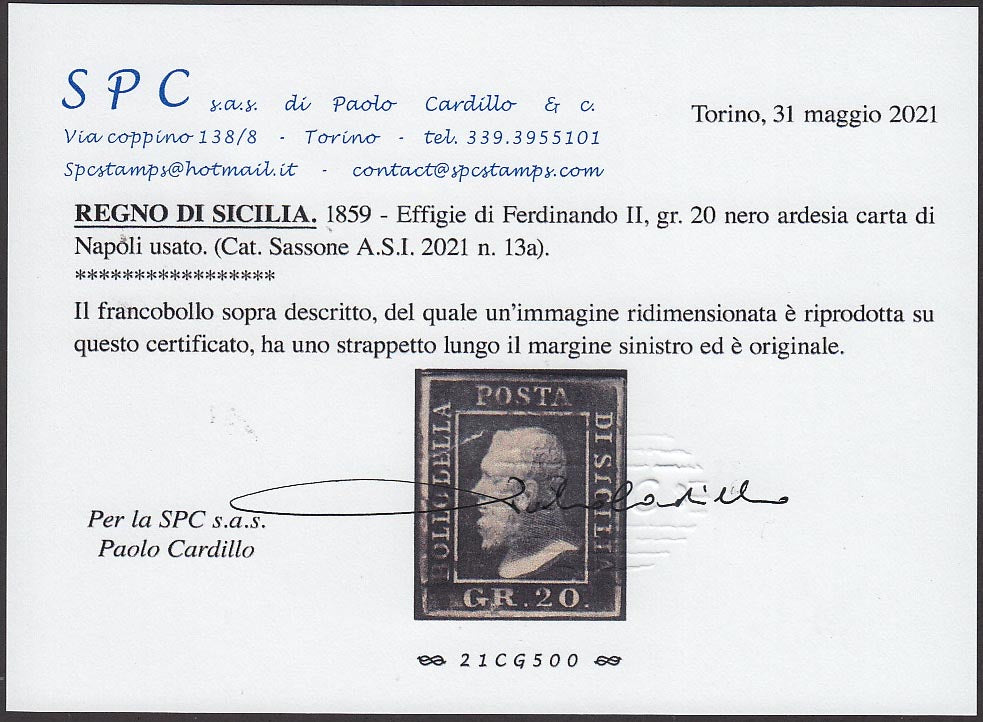 SPC s.a.s. di Paolo Cardillo & c.
Via coppino 138/8 - Torino - tel. 339.3955101
Spcstamps@hotmail.it - contact@spcstamps.com
Torino, 31 maggio 2021
REGNO DI SICILIA. 1859 - Effigie di Ferdinando II, gr. 20 nero ardesia carta di
Napoli usato. (Cat. Sassone A.S.I. 2021 n. 13a).
*****************
Il francobollo sopra descritto, del quale un'immagine ridimensionata è riprodotta su
questo certificato, ha uno strappetto lungo il margine sinistro ed è originale.
BOLLO DELLA
POSTA
DI SICILIA
GR. 20.
Paolo Cardillo
Per la SPC s.a.s.
Paolo Cardillo
21CG500